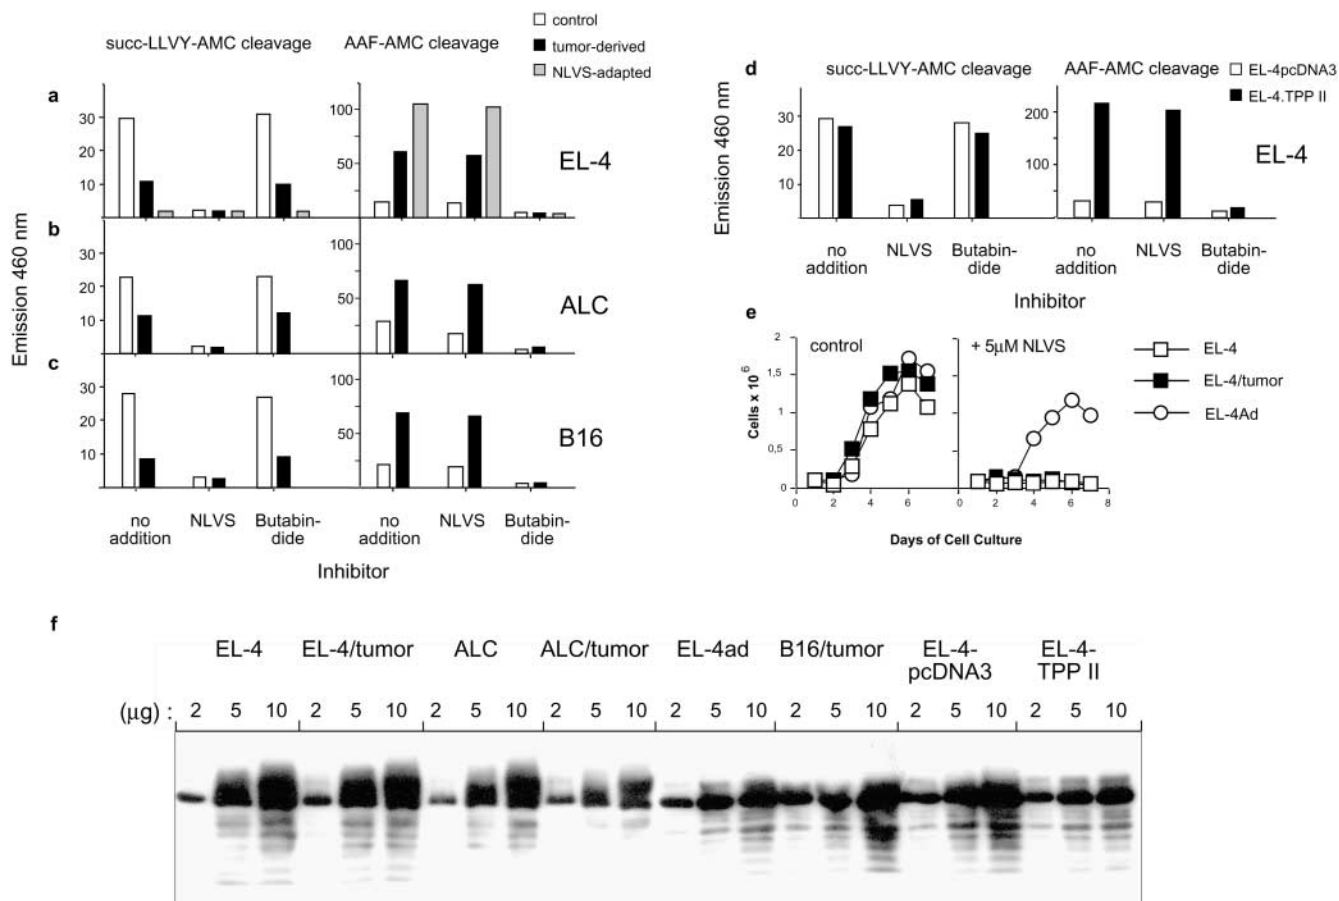 control
tumor-derived
NLVS-adapted
succ-LLVY-AMC cleavage AAF-AMC cleavage
a
30
20
10
100
50
EL-4
b
30
20
10
100
50
ALC
c
30
20
10
100
50
B16
Emission 460 nm
no addition
NLVS
Butabin-
dide
no addition
NLVS
Butabin-
dide
Inhibitor
d
succ-LLVY-AMC cleavage AAF-AMC cleavage
EL-4pcDNA3
EL-4.TPP II
Emission 460 nm
30
20
10
200
100
EL-4
no addition
NLVS
Butabin-
dide
no addition
NLVS
Butabin-
dide
Inhibitor
e
control
+ 5µM NLVS
Cells x 10⁶
2
1,5
1
0,5
0
0 2 4 6 0 2 4 6 8
Days of Cell Culture
EL-4
EL-4/tumor
EL-4Ad
f
EL-4 EL-4/tumor ALC ALC/tumor EL-4ad B16/tumor EL-4- EL-4-
pcDNA3 TPP II
(µg) : 2 5 10 2 5 10 2 5 10 2 5 10 2 5 10 2 5 10 2 5 10 2 5 10